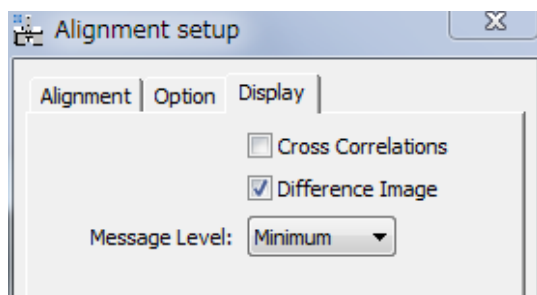 Alignment setup
Alignment Option Display
Cross Correlations
Difference Image
Message Level: Minimum